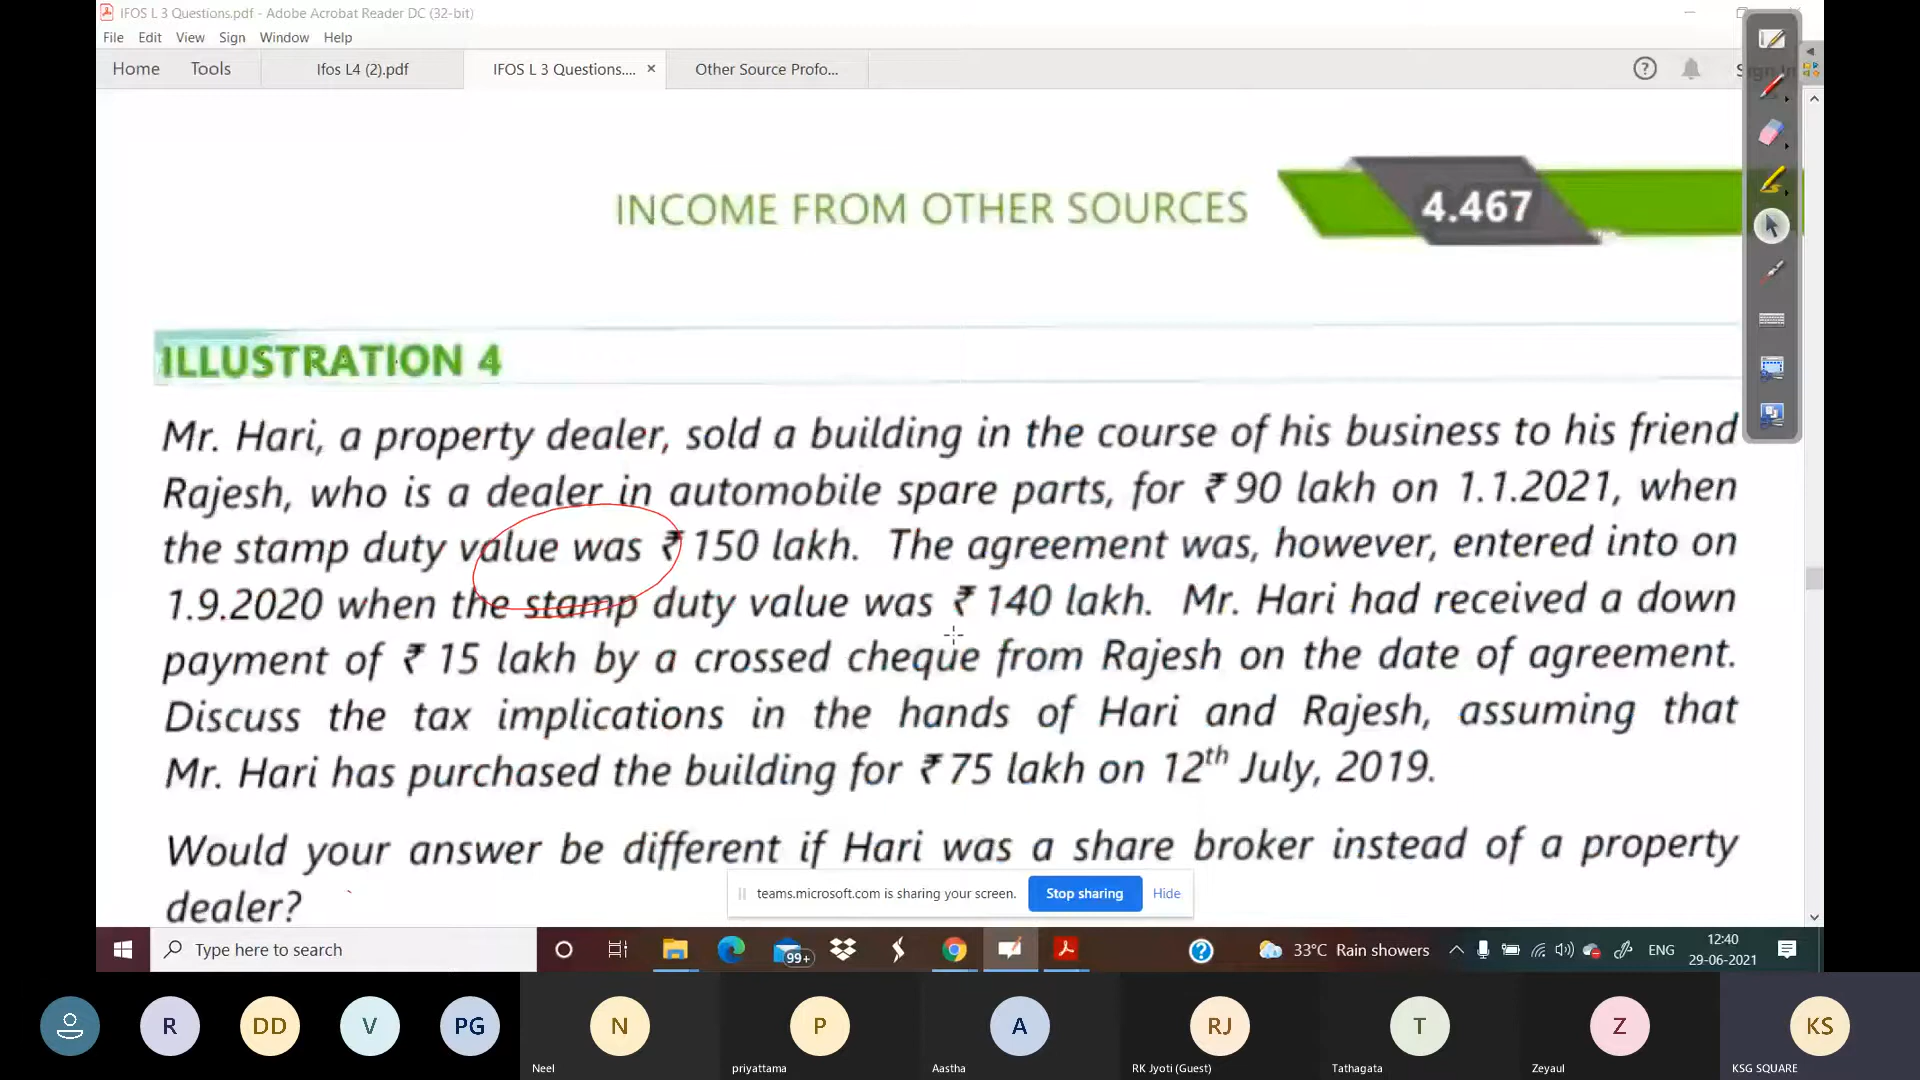 IFOS L 3 Questions.pdf - Adobe Acrobat Reader DC (32-bit)
File Edit View Sign Window Help
Home Tools Ifos L4 (2).pdf IFOS L 3 Questions.... × Other Source Profo...
INCOME FROM OTHER SOURCES 4.467
ILLUSTRATION 4
Mr. Hari, a property dealer, sold a building in the course of his business to his friend
Rajesh, who is a dealer in automobile spare parts, for ₹ 90 lakh on 1.1.2021, when
the stamp duty value was ₹ 150 lakh. The agreement was, however, entered into on
1.9.2020 when the stamp duty value was ₹ 140 lakh. Mr. Hari had received a down
payment of ₹ 15 lakh by a crossed cheque from Rajesh on the date of agreement.
Discuss the tax implications in the hands of Hari and Rajesh, assuming that
Mr. Hari has purchased the building for ₹ 75 lakh on 12th July, 2019.
Would your answer be different if Hari was a share broker instead of a property
dealer?
teams.microsoft.com is sharing your screen. Stop sharing Hide
Type here to search
99+
33°C Rain showers
ENG
12:40
29-06-2021
R DD V PG N P A RJ T Z KS
Neel priyattama Aastha RK Jyoti (Guest) Tathagata Zeyaul KSG SQUARE